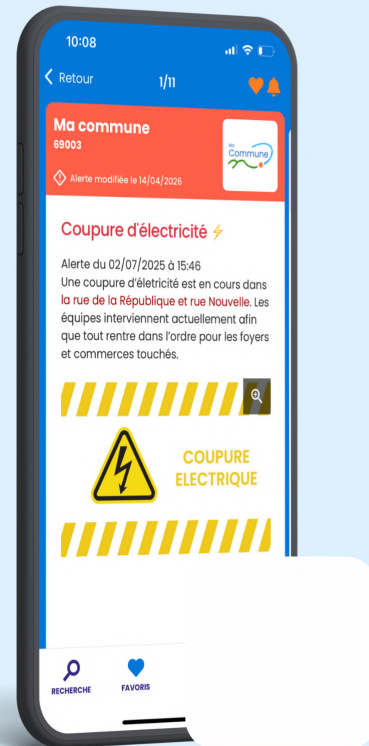 10:08
Retour
1/11
Ma commune
69003
Ma
Commune
Alerte modifiée le 14/04/2026
Coupure d'électricité
Alerte du 02/07/2025 à 15:46
Une coupure d'életricité est en cours dans
la rue de la République et rue Nouvelle. Les
équipes interviennent actuellement afin
que tout rentre dans l'ordre pour les foyers
et commerces touchés.
COUPURE
ELECTRIQUE
RECHERCHE
FAVORIS